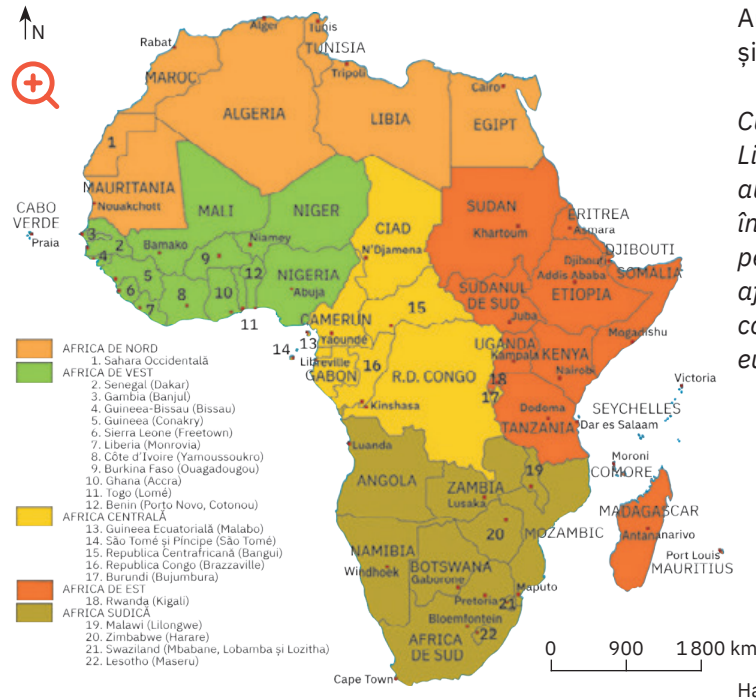 N
Alger
Tunis
Rabat
TUNISIA
Tripoli
MAROC
Cairo
ALGERIA
LIBIA
EGIPT
1
MAURITANIA
Nouakchott
CABO
VERDE
Praia
MALI
NIGER
CIAD
SUDAN
Khartoum
ERITREA
Asmara
DJIBOUTI
Djibouti
SOMALIA
Addis Ababa
ETIOPIA
3
2
4
Bamako
Niamey
N'Djamena
5
9
12
NIGERIA
Abuja
6
7
8
10
11
SUDANUL
DE SUD
Juba
15
CAMERUN
Yaoundé
13
14
Libreville
GABON
16
R.D. CONGO
Kinshasa
UGANDA
Kampala
KENYA
Nairobi
Mogadishu
18
17
Dodoma
TANZANIA
Dar es Salaam
Victoria
SEYCHELLES
Moroni
COMORE
Luanda
ANGOLA
ZAMBIA
Lusaka
19
20
MOZAMBIC
MADAGASCAR
Antananarivo
Port Louis
MAURITIUS
NAMIBIA
Windhoek
BOTSWANA
Gaborone
Pretoria
Maputo
21
Bloemfontein
22
AFRICA
DE SUD
Cape Town
AFRICA DE NORD
1. Sahara Occidentală
AFRICA DE VEST
2. Senegal (Dakar)
3. Gambia (Banjul)
4. Guineea-Bissau (Bissau)
5. Guineea (Conakry)
6. Sierra Leone (Freetown)
7. Liberia (Monrovia)
8. Côte d'Ivoire (Yamoussoukro)
9. Burkina Faso (Ouagadougou)
10. Ghana (Accra)
11. Togo (Lomé)
12. Benin (Porto Novo, Cotonou)
AFRICA CENTRALĂ
13. Guineea Ecuatorială (Malabo)
14. São Tomé și Píncipe (São Tomé)
15. Republica Centrafricană (Bangui)
16. Republica Congo (Brazzaville)
17. Burundi (Bujumbura)
AFRICA DE EST
18. Rwanda (Kigali)
AFRICA SUDICĂ
19. Malawi (Lilongwe)
20. Zimbabwe (Harare)
21. Swaziland (Mbabane, Lobamba și Lozitha)
22. Lesotho (Maseru)
0 900 1 800 km
și